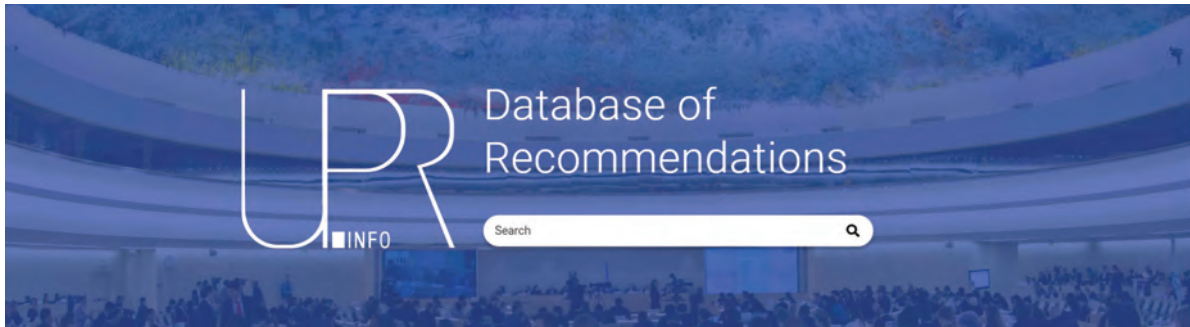 UPR
Database of
Recommendations
INFO
Search